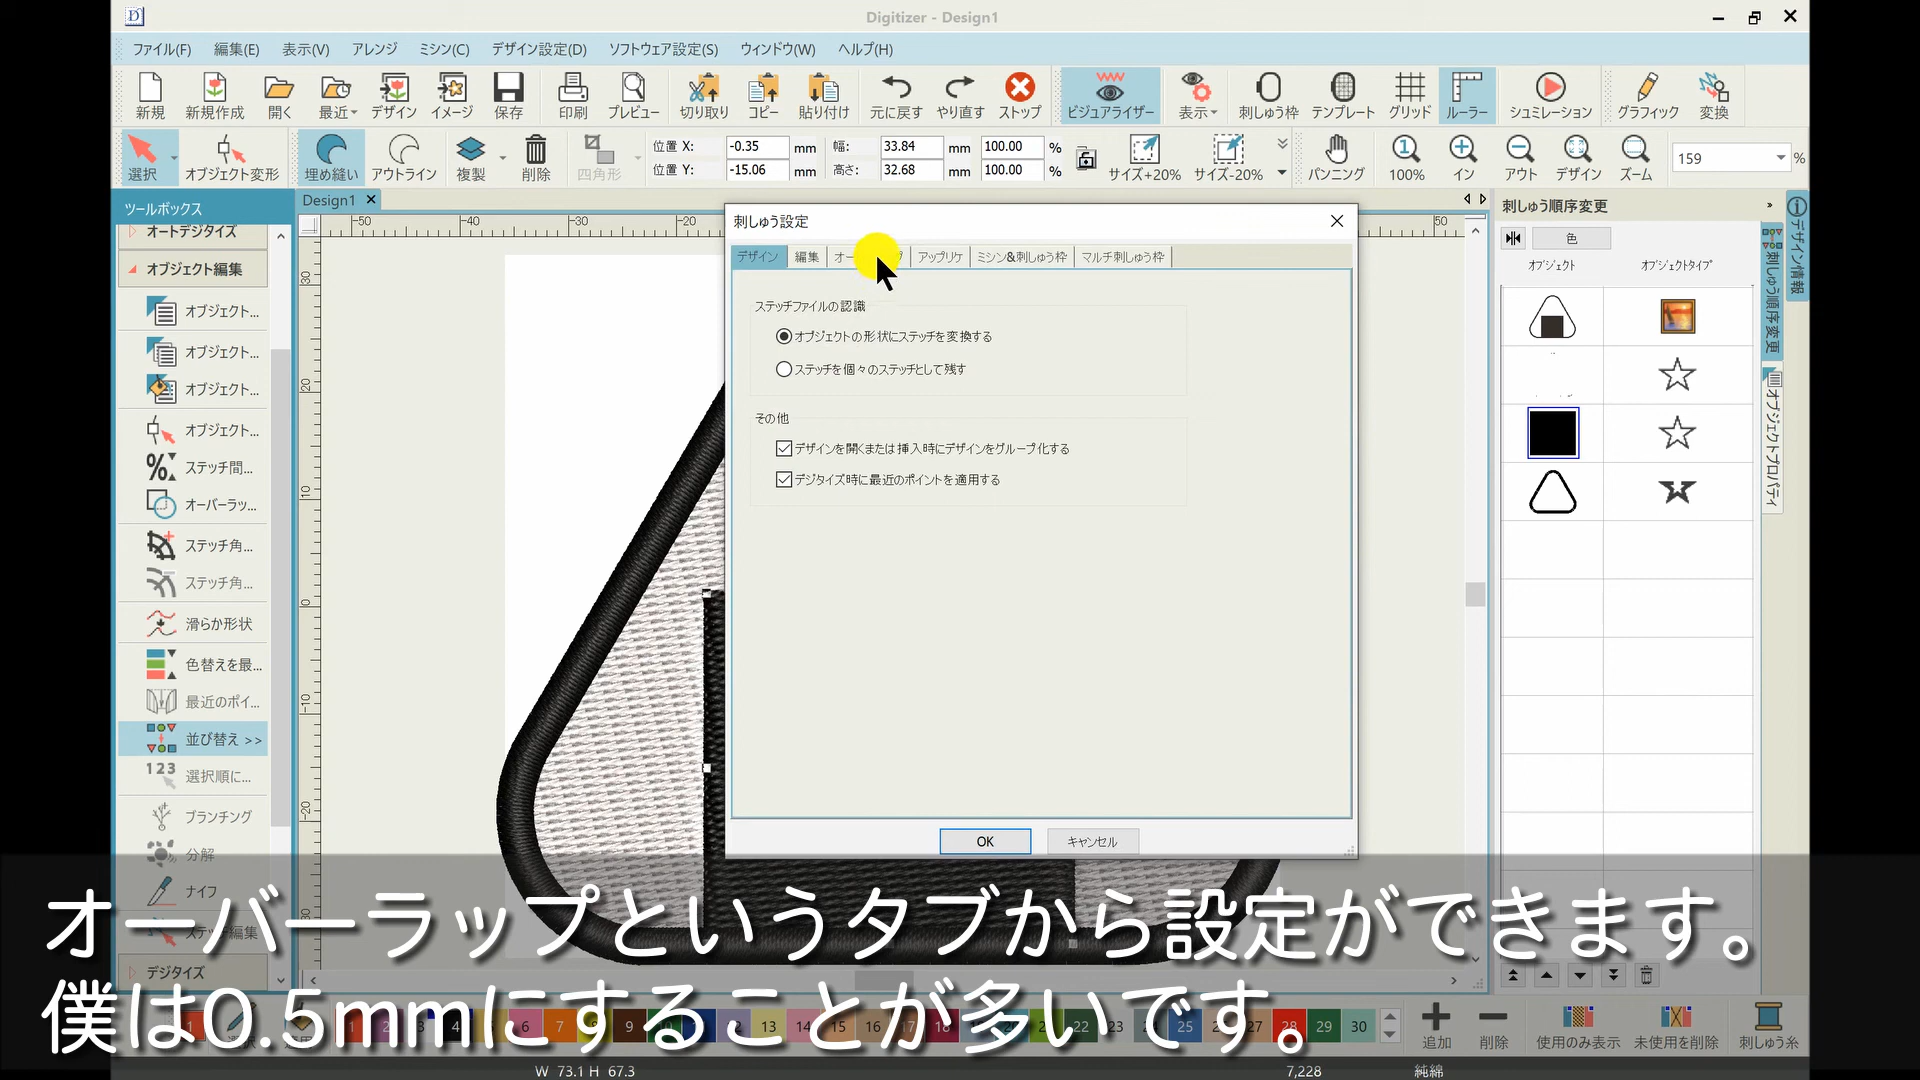 Digitizer - Design1
ファイル(F) 編集(E) 表示(V) アレンジ ミシン(C) デザイン設定(D) ソフトウェア設定(S) ウィンドウ(W) ヘルプ(H)
新規 新規作成 開く 最近 デザイン イメージ 保存 印刷 プレビュー 切り取り コピー 貼り付け 元に戻す やり直す ストップ ビジュアライザー 表示 刺しゅう枠 テンプレート グリッド ルーラー シュミレーション グラフィック 変換
選択 オブジェクト変形 埋め縫い アウトライン 複製 削除 四角形 サイズ+20% サイズ-20% パンニング 100% イン アウト デザイン ズーム
位置 X: -0.35 mm 幅: 33.84 mm 100.00 %
位置 Y: -15.06 mm 高さ: 32.68 mm 100.00 %
159 %
ツールボックス
オートデジタイズ
オブジェクト編集
オブジェクト...
オブジェクト...
オブジェクト...
オブジェクト...
ステッチ間...
オーバーラッ...
ステッチ角...
ステッチ角...
滑らか形状
色替えを最...
最近のポイ...
並び替え >>
選択順に...
ブランチング
分解
ナイフ
デジタイズ
Design1
-50 -40 -30 -20 50
30
20
10
0
-10
-20
刺しゅう設定
デザイン 編集 アップリケ ミシン&刺しゅう枠 マルチ刺しゅう枠
ステッチファイルの認識
オブジェクトの形状にステッチを変換する
ステッチを個々のステッチとして残す
その他
デザインを開くまたは挿入時にデザインをグループ化する
デジタイズ時に最近のポイントを適用する
OK キャンセル
刺しゅう順序変更
色
オブジェクト オブジェクトタイプ
デザイン情報
刺しゅう順序変更
オブジェクトプロパティ
オーバーラップというタブから設定ができます。
僕は0.5mmにすることが多いです。
追加 削除 使用のみ表示 未使用を削除 刺しゅう糸
W 73.1 H 67.3 7,228 純綿